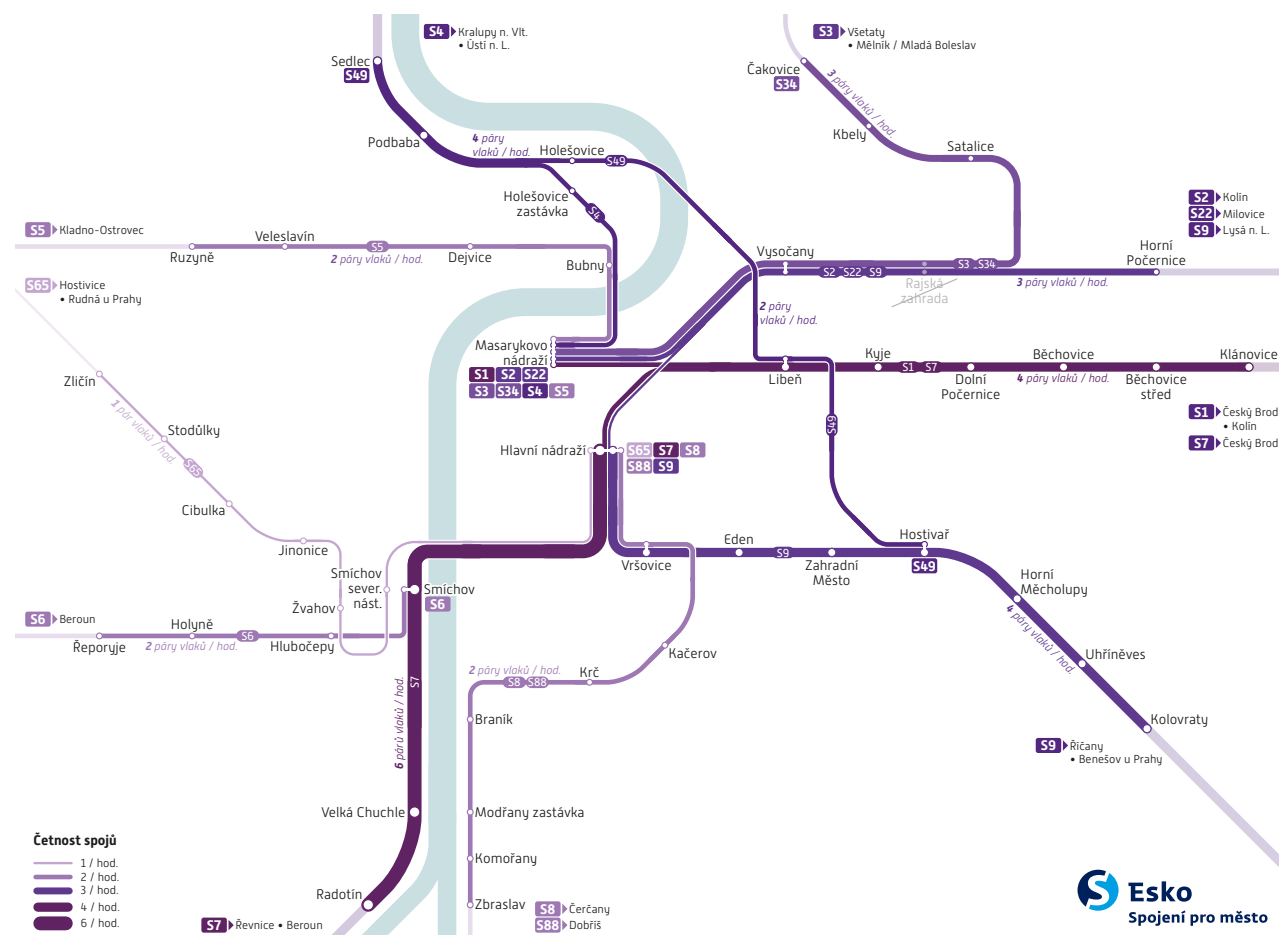 S4 Kralupy n. Vlt.
• Ústí n. L.
S3 Všetaty
• Mělník / Mladá Boleslav
Sedlec
S49
Čakovice
S34
3 páry vlaků / hod.
Podbaba
4 páry
vlaků / hod.
Holešovice
S49
Kbely
Satalice
Holešovice
zastávka
S4
S2 Kolín
S22 Milovice
S9 Lysá n. L.
S5 Kladno-Ostrovec
Veleslavín
S5
Ruzyně
2 páry vlaků / hod.
Dejvice
Bubny
Vysočany
S2 S22 S9
S3 S34
Rajská
zahrada
Horní
Počernice
3 páry vlaků / hod.
S65 Hostivice
• Rudná u Prahy
2 páry
vlaků / hod.
Masarykovo
nádraží
S1 S2 S22
S3 S34 S4 S5
Libeň
Kyje
S1 S7
Dolní
Počernice
Běchovice
4 páry vlaků / hod.
Běchovice
střed
Klánovice
S1 Český Brod
• Kolín
S7 Český Brod
Zličín
1 pár vlaků / hod.
Stodůlky
S65
Cibulka
Jinonice
S49
Hlavní nádraží
S65 S7 S8
S88 S9
Vršovice
Eden
S9
Zahradní
Město
Hostivař
S49
Smíchov
sever.
nást.
Smíchov
S6
Žvahov
S6 Beroun
Řeporyje
Holyně
2 páry vlaků / hod.
S6
Hlubočepy
Horní
Měcholupy
4 páry vlaků / hod.
Uhříněves
Kolovraty
S9 Říčany
• Benešov u Prahy
Kačerov
Krč
2 páry vlaků / hod.
S8 S88
S7
6 párů vlaků / hod.
Braník
Velká Chuchle
Modřany zastávka
Komořany
Radotín
Zbraslav
S8 Čerčany
S88 Dobříš
S7 Řevnice • Beroun
Četnost spojů
1 / hod.
2 / hod.
3 / hod.
4 / hod.
6 / hod.
Esko
Spojení pro město